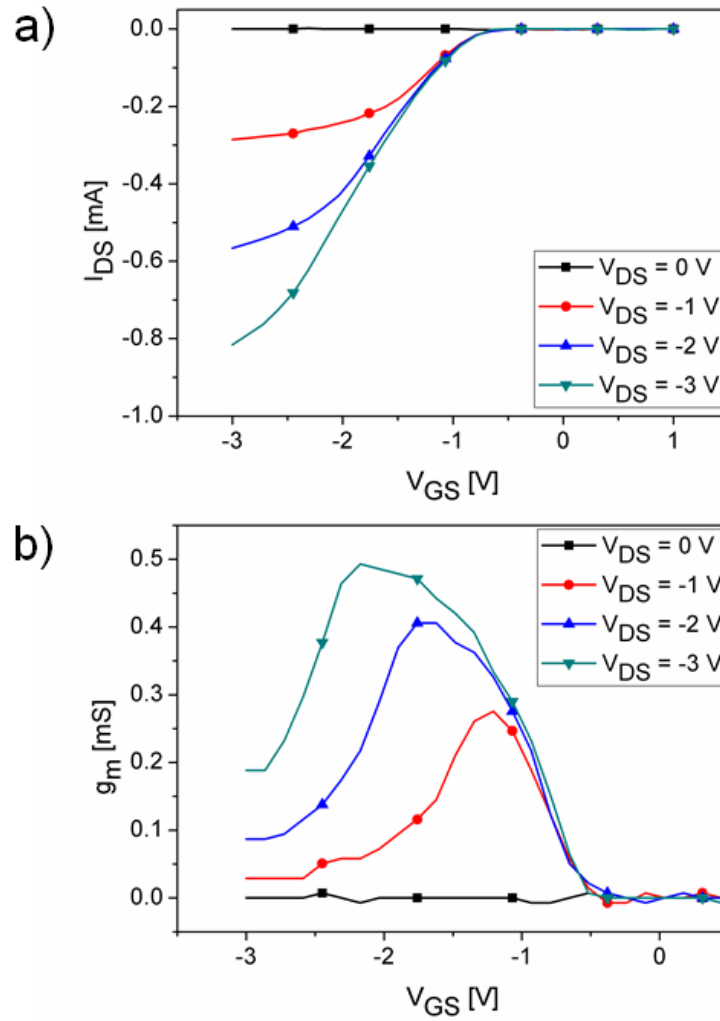 a)
0.0
-0.2
-0.4
-0.6
-0.8
-1.0
I_DS [mA]
V_DS = 0 V
V_DS = -1 V
V_DS = -2 V
V_DS = -3 V
-3 -2 -1 0 1
V_GS [V]
b)
0.5
0.4
0.3
0.2
0.1
0.0
g_m [mS]
V_DS = 0 V
V_DS = -1 V
V_DS = -2 V
V_DS = -3 V
-3 -2 -1 0
V_GS [V]